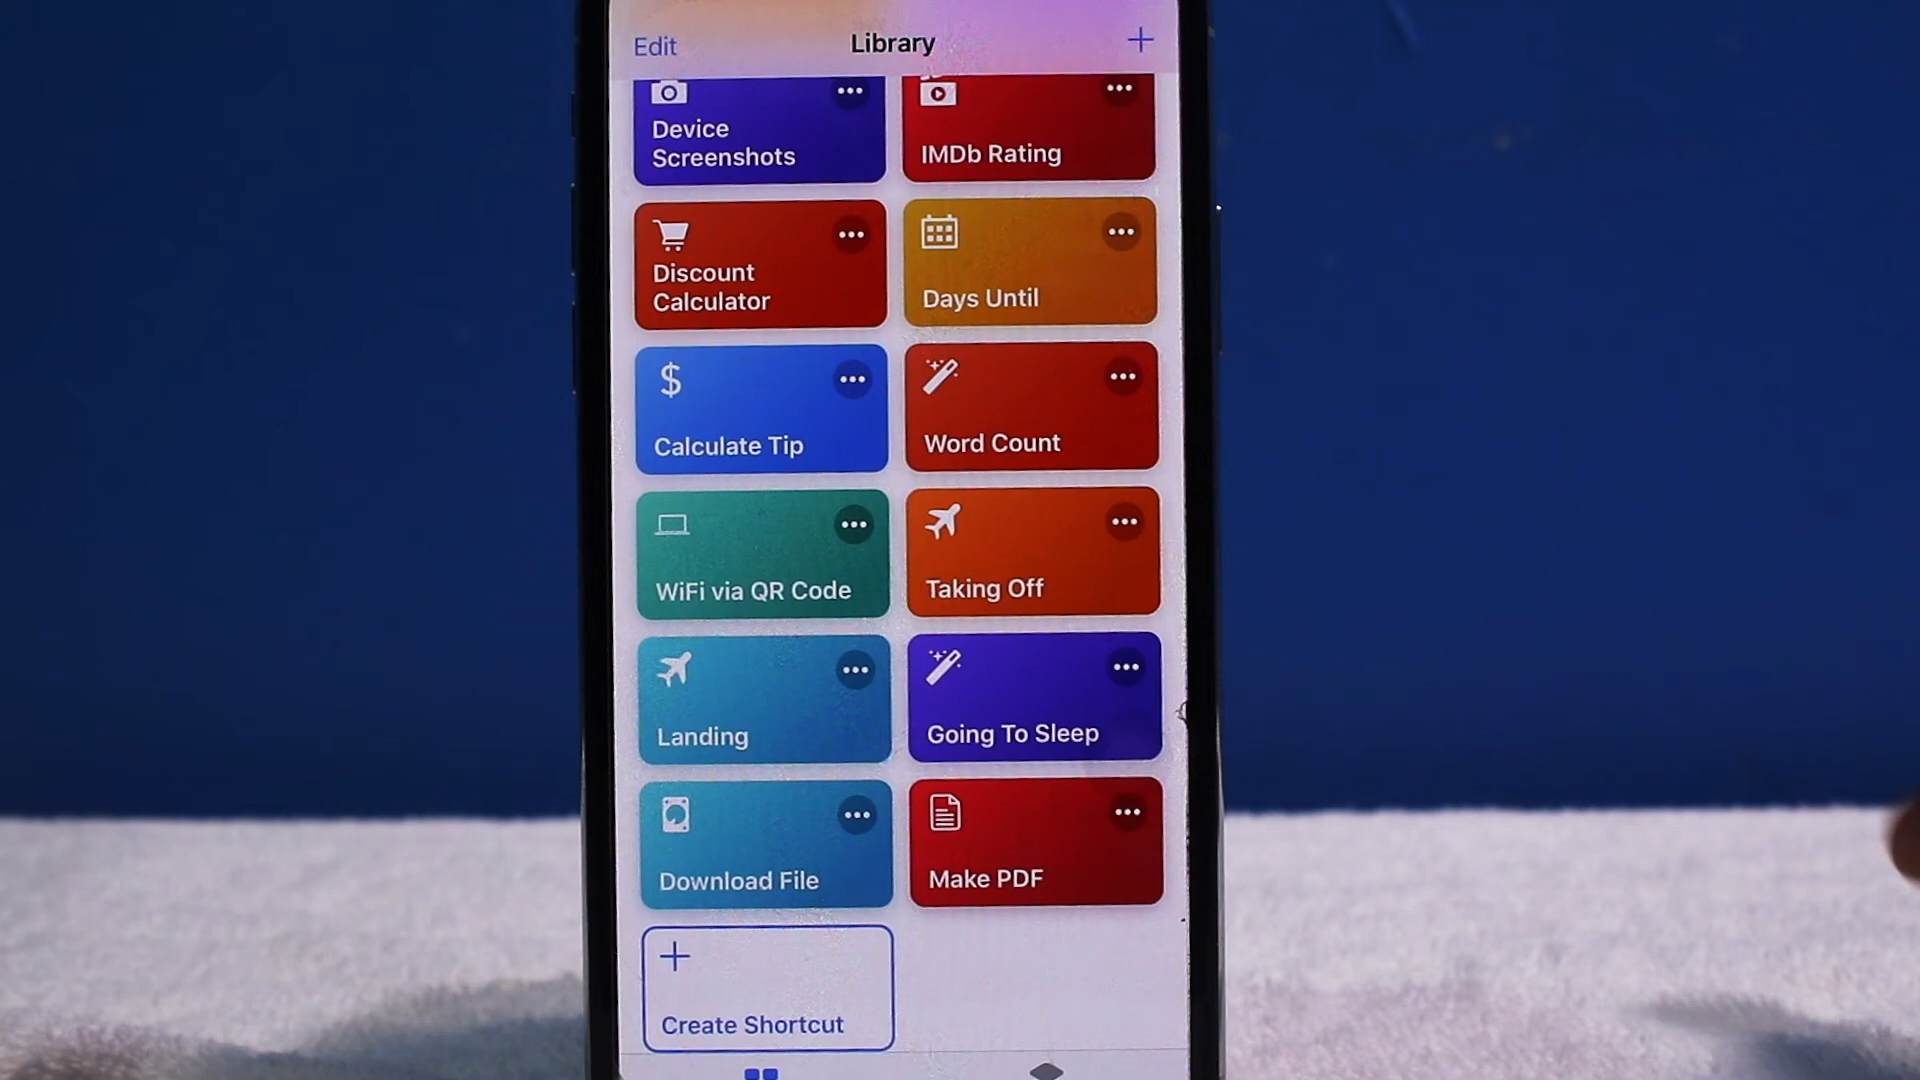 Edit
Library
Device
Screenshots
IMDb Rating
Discount
Calculator
Days Until
$
Calculate Tip
Word Count
WiFi via QR Code
Taking Off
Landing
Going To Sleep
Download File
Make PDF
Create Shortcut